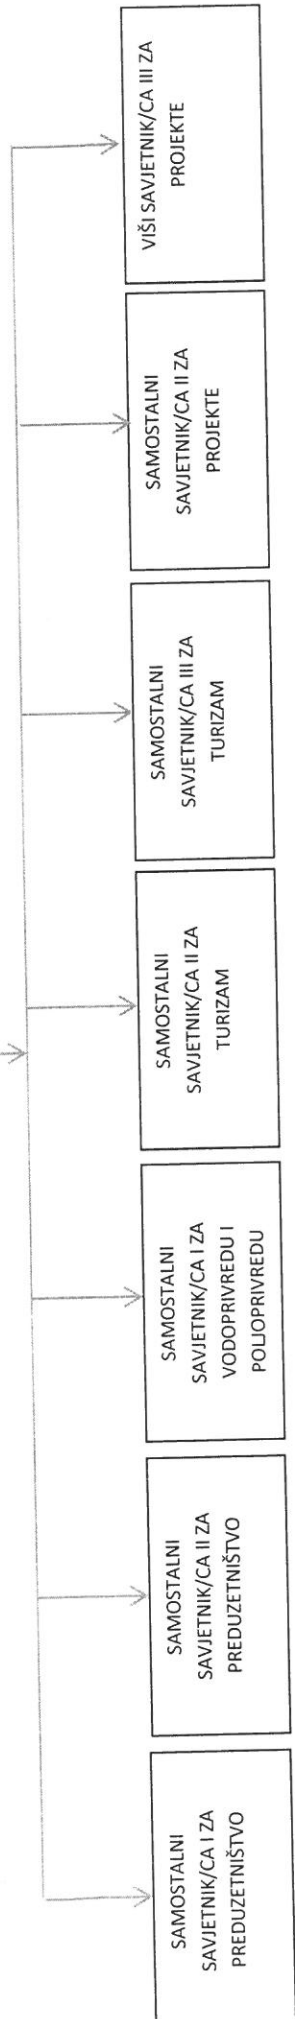 SAMOSTALNI
SAVJETNIK/CA I ZA
PREDUZETNIŠTVO
SAMOSTALNI
SAVJETNIK/CA II ZA
PREDUZETNIŠTVO
SAMOSTALNI
SAVJETNIK/CA I ZA
VODOPRIVREDU I
POLJOPRIVREDU
SAMOSTALNI
SAVJETNIK/CA II ZA
TURIZAM
SAMOSTALNI
SAVJETNIK/CA III ZA
TURIZAM
SAMOSTALNI
SAVJETNIK/CA II ZA
PROJEKTE
VIŠI SAVJETNIK/CA III ZA
PROJEKTE